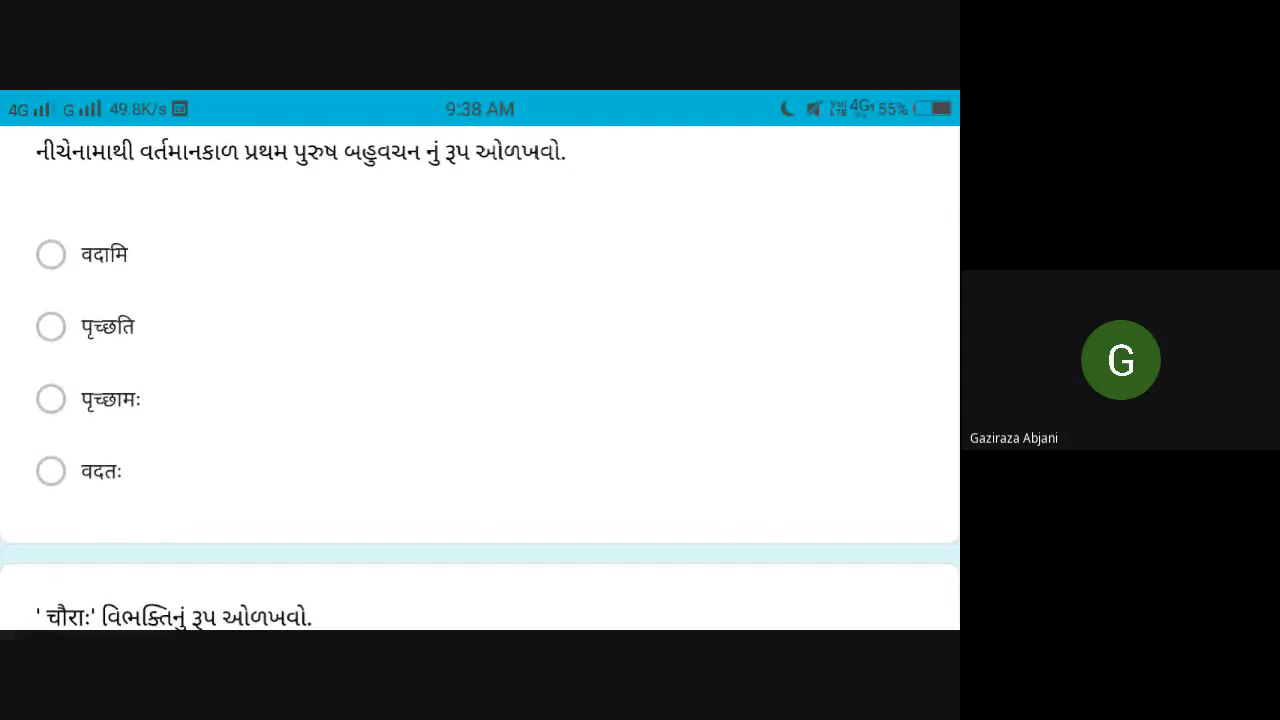 4G G 49.8K/s 9:38 AM 4G 55%
નીચેનામાથી વર્તમાનકાળ પ્રથમ પુરુષ બહુવચન નું રૂપ ઓળખવો.
वदामि
पृच्छति
पृच्छामः
G
Gaziraza Abjani
वदतः
' चौराः' વિભક્તિનું રૂપ ઓળખવો.